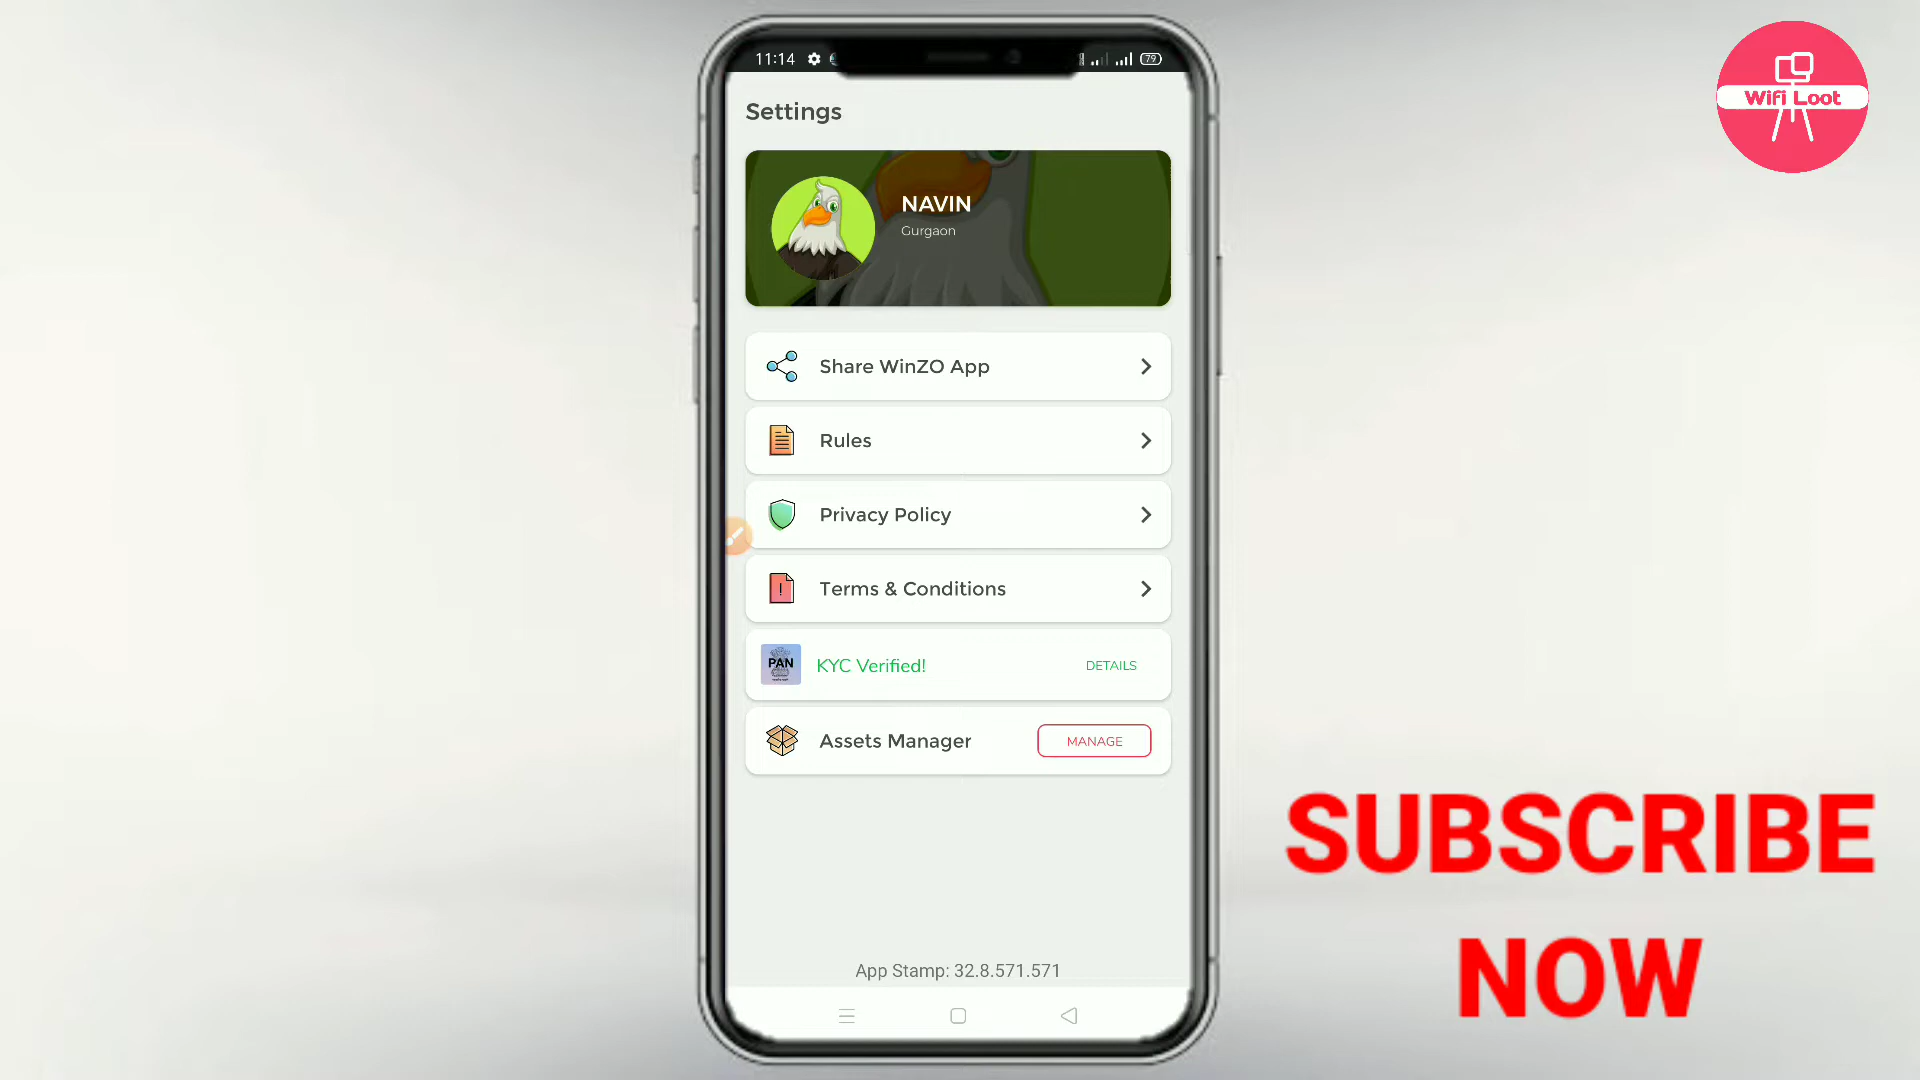 11:14
79
Wifi Loot
Settings
NAVIN
Gurgaon
Share WinZO App
Rules
Privacy Policy
Terms & Conditions
PAN
KYC Verified!
DETAILS
Assets Manager
MANAGE
SUBSCRIBE
NOW
App Stamp: 32.8.571.571